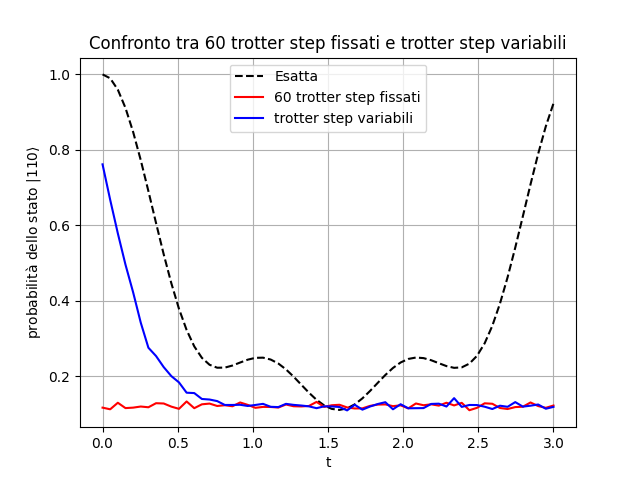 Confronto tra 60 trotter step fissati e trotter step variabili
Esatta
60 trotter step fissati
trotter step variabili
probabilità dello stato |110⟩
1.0
0.8
0.6
0.4
0.2
0.0 0.5 1.0 1.5 2.0 2.5 3.0
t